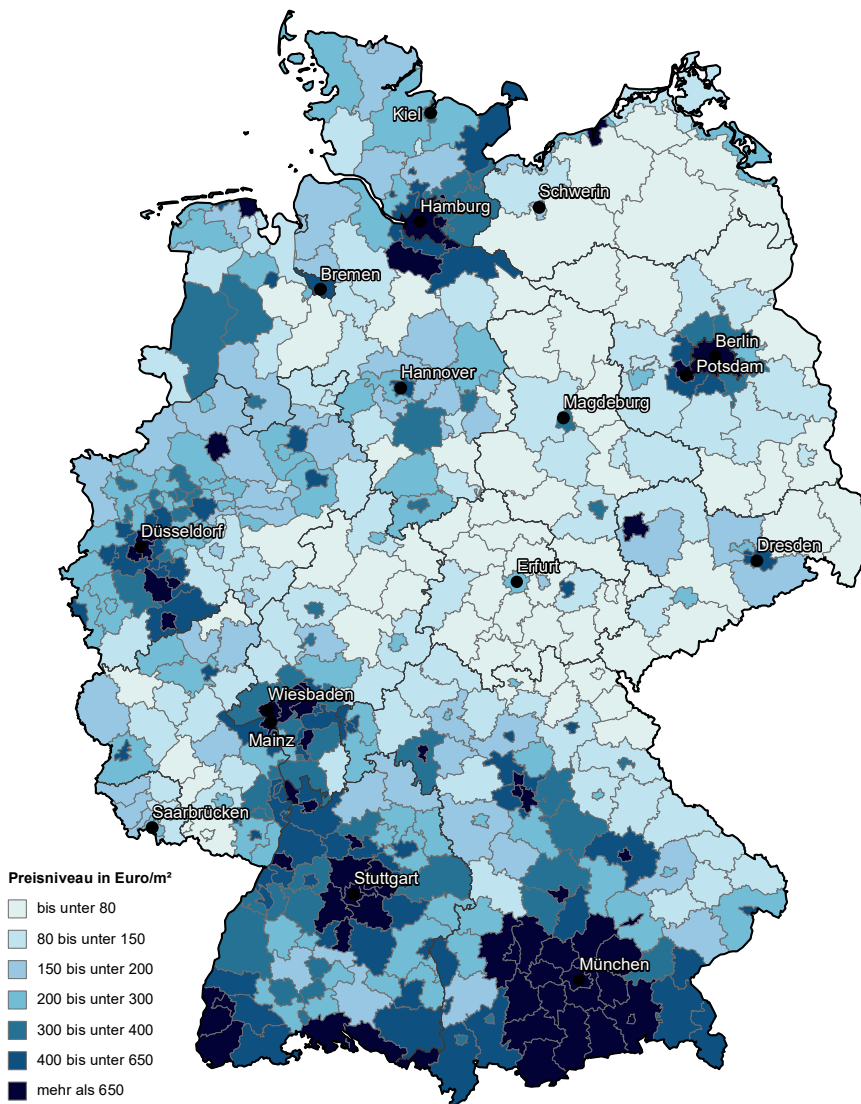 Kiel
Schwerin
Hamburg
Bremen
Berlin
Potsdam
Hannover
Magdeburg
Düsseldorf
Dresden
Erfurt
Wiesbaden
Mainz
Saarbrücken
Stuttgart
München
Preisniveau in Euro/m²
bis unter 80
80 bis unter 150
150 bis unter 200
200 bis unter 300
300 bis unter 400
400 bis unter 650
mehr als 650